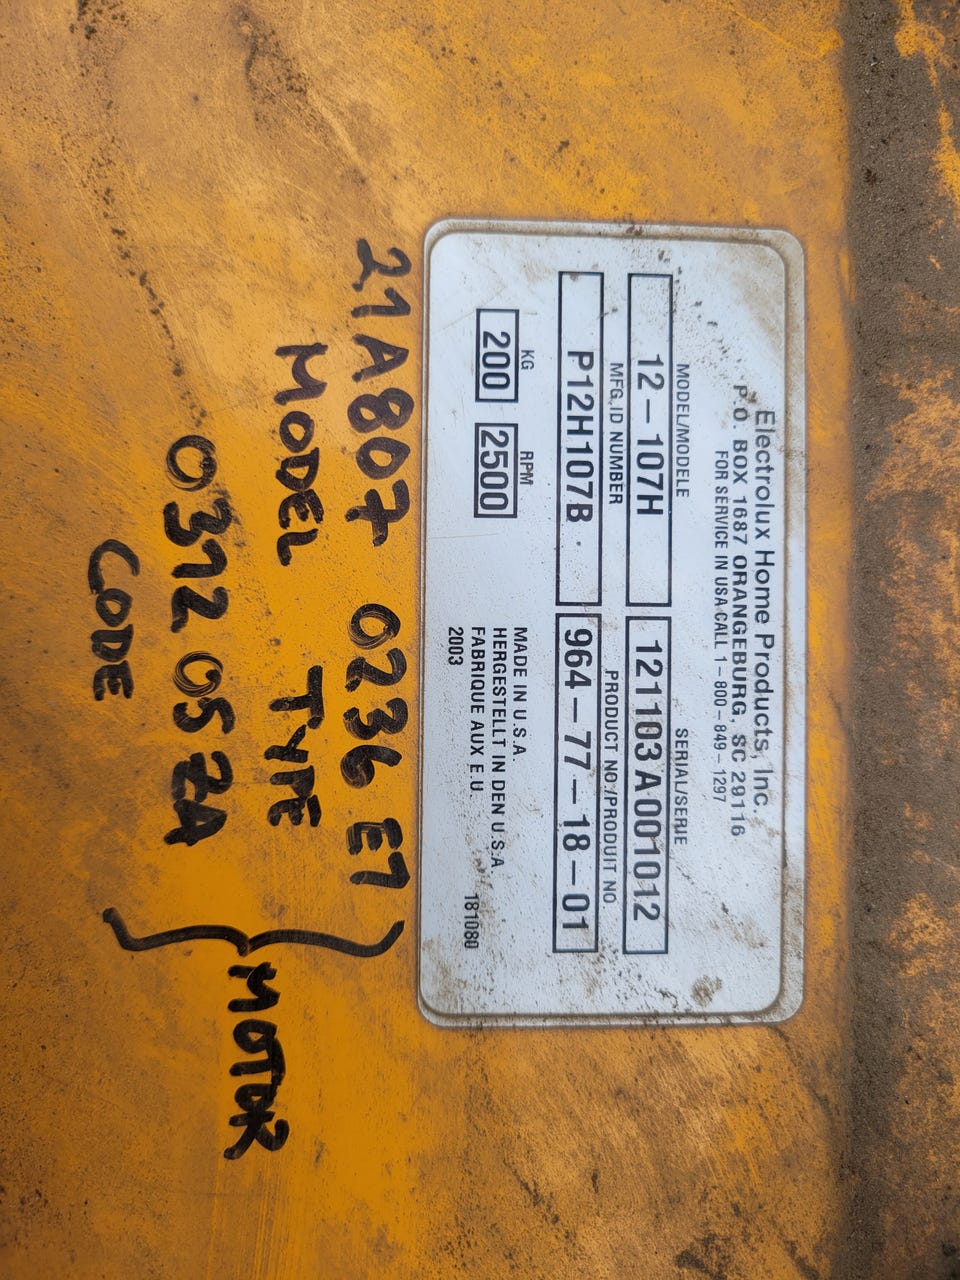 Electrolux Home Products, Inc.
P.O. BOX 1687 ORANGEBURG, SC 29116
FOR SERVICE IN USA CALL 1-800-849-1297
MODEL/MODELE SERIAL/SERIE
12-107H 121103A001012
MFG. ID NUMBER PRODUCT NO./PRODUIT NO.
P12H107B 964-77-18-01
KG RPM
200 2500
MADE IN U.S.A.
HERGESTELLT IN DEN U.S.A
FABRIQUE AUX E.U.
2003 181080
21A807 0236 E7
MODEL TYPE
0312 05 ZA
CODE
MOTOR